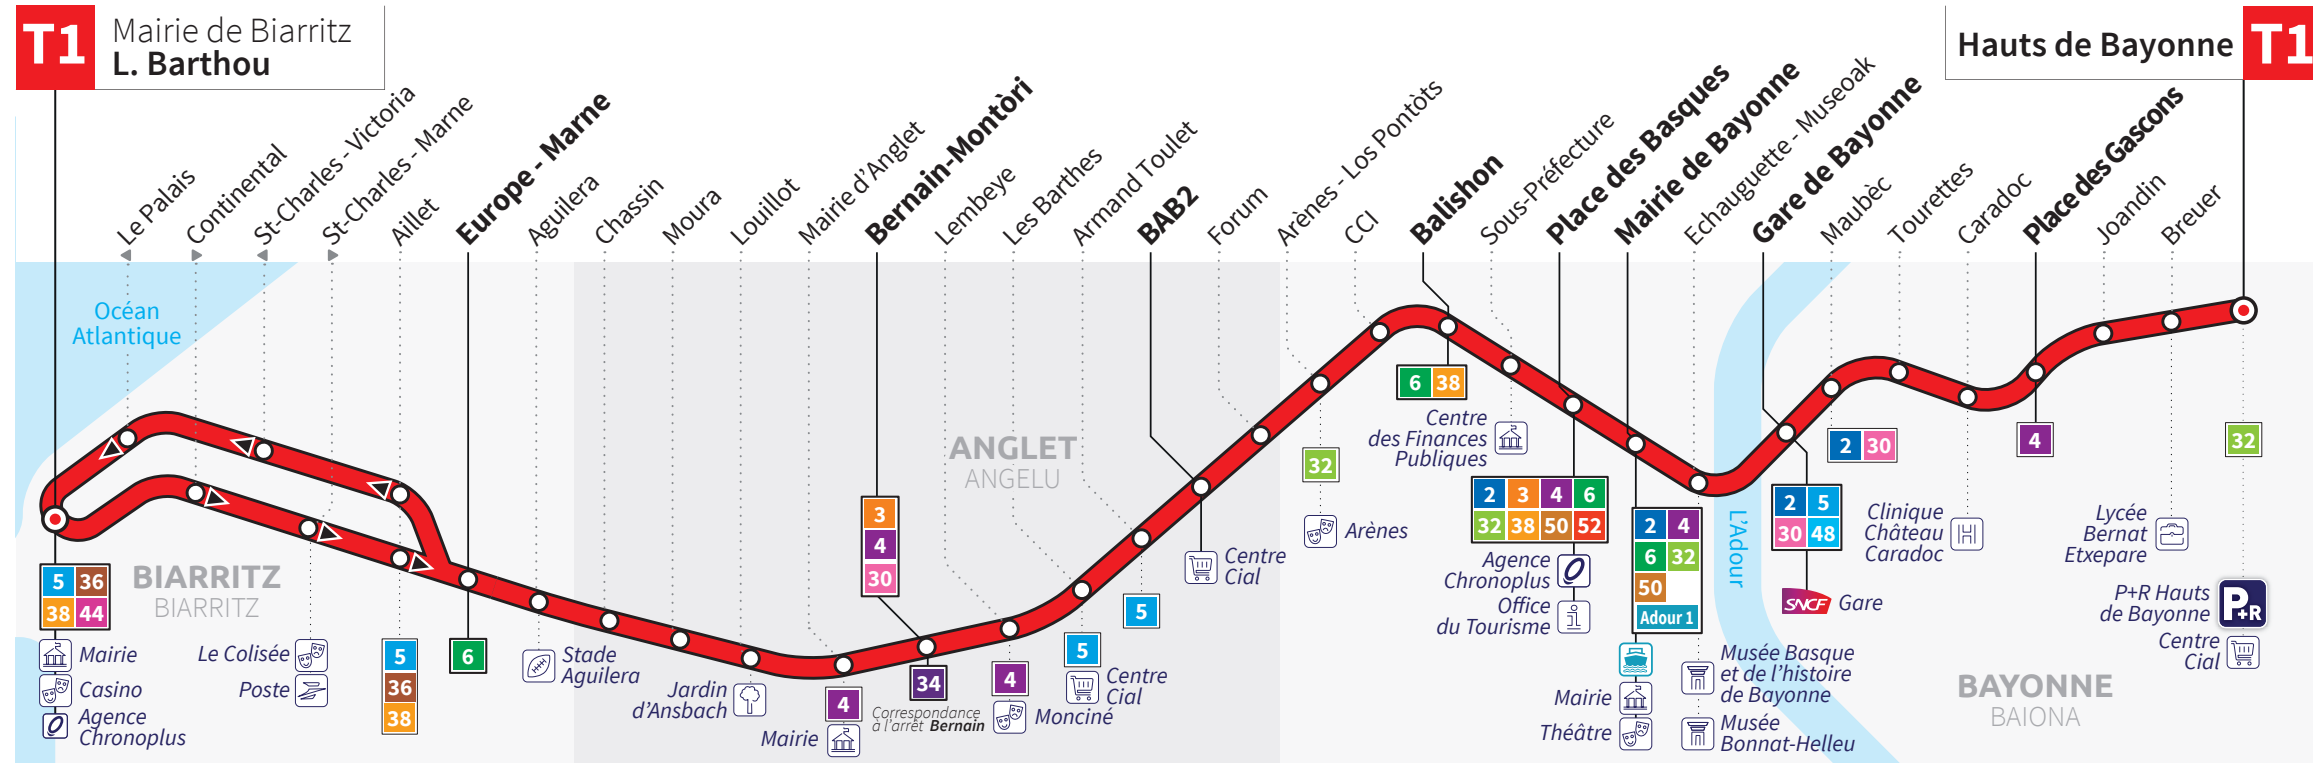 T1
Mairie de Biarritz
L. Barthou
Hauts de Bayonne
T1
Le Palais
Continental
St-Charles - Victoria
St-Charles - Marne
Aillet
Europe - Marne
Aguilera
Chassin
Moura
Louillot
Mairie d'Anglet
Bernain-Montòri
Lembeye
Les Barthes
Armand Toulet
BAB2
Forum
Arènes - Los Pontòts
CCI
Balishon
Sous-Préfecture
Place des Basques
Mairie de Bayonne
Echauguette - Museoak
Gare de Bayonne
Maubèc
Tourettes
Caradoc
Place des Gascons
Joandin
Breuer
Océan
Atlantique
BIARRITZ
BIARRITZ
5 36
38 44
Mairie
Casino
Agence
Chronoplus
Le Colisée
Poste
5
36
38
6
Stade
Aguilera
Jardin
d'Ansbach
ANGLET
ANGELU
4
Mairie
3
4
30
34
Correspondance
à l'arrêt Bernain
4
Monciné
5
Centre
Cial
5
Centre
Cial
32
Arènes
6 38
Centre
des Finances
Publiques
2 3 4 6
32 38 50 52
Agence
Chronoplus
Office
du Tourisme
2 4
6 32
50
Adour 1
Mairie
Théâtre
Musée Basque
et de l'histoire
de Bayonne
Musée
Bonnat-Helleu
L'Adour
2 5
30 48
SNCF Gare
2 30
Clinique
Château
Caradoc
H
4
BAYONNE
BAIONA
Lycée
Bernat
Etxepare
32
P+R Hauts
de Bayonne
P+R
Centre
Cial